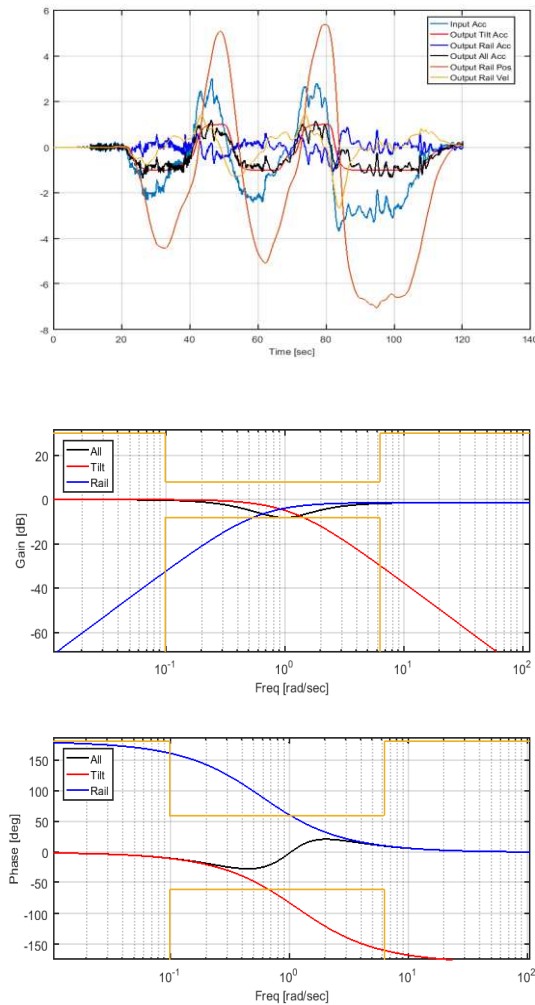 6
4
2
0
-2
-4
-6
-8
0 20 40 60 80 100 120 140
Time [sec]
Input Acc
Output Tilt Acc
Output Rail Acc
Output All Acc
Output Rail Pos
Output Rail Vel
20
0
-20
-40
-60
Gain [dB]
All
Tilt
Rail
10-1 100 101 102
Freq [rad/sec]
150
100
50
0
-50
-100
-150
Phase [deg]
All
Tilt
Rail
10-1 100 101 102
Freq [rad/sec]